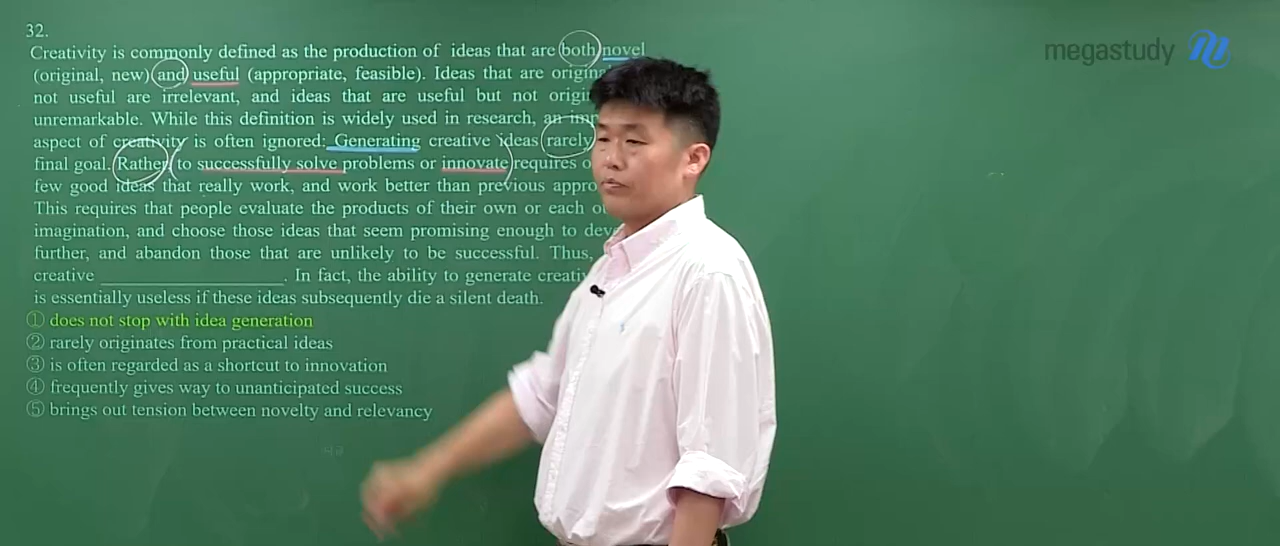 32.
Creativity is commonly defined as the production of ideas that are both novel
(original, new) and useful (appropriate, feasible). Ideas that are
not useful are irrelevant, and ideas that are useful but not
unremarkable. While this definition is widely used in research, an
aspect of creativity is often ignored: Generating creative ideas rarely
final goal. Rather, to successfully solve problems or innovate requires
few good ideas that really work, and work better than previous
This requires that people evaluate the products of their own or each
imagination, and choose those ideas that seem promising enough to
further, and abandon those that are unlikely to be successful. Thus,
creative ____________________. In fact, the ability to generate
is essentially useless if these ideas subsequently die a silent death.
① does not stop with idea generation
② rarely originates from practical ideas
③ is often regarded as a shortcut to innovation
④ frequently gives way to unanticipated success
⑤ brings out tension between novelty and relevancy
megastudy